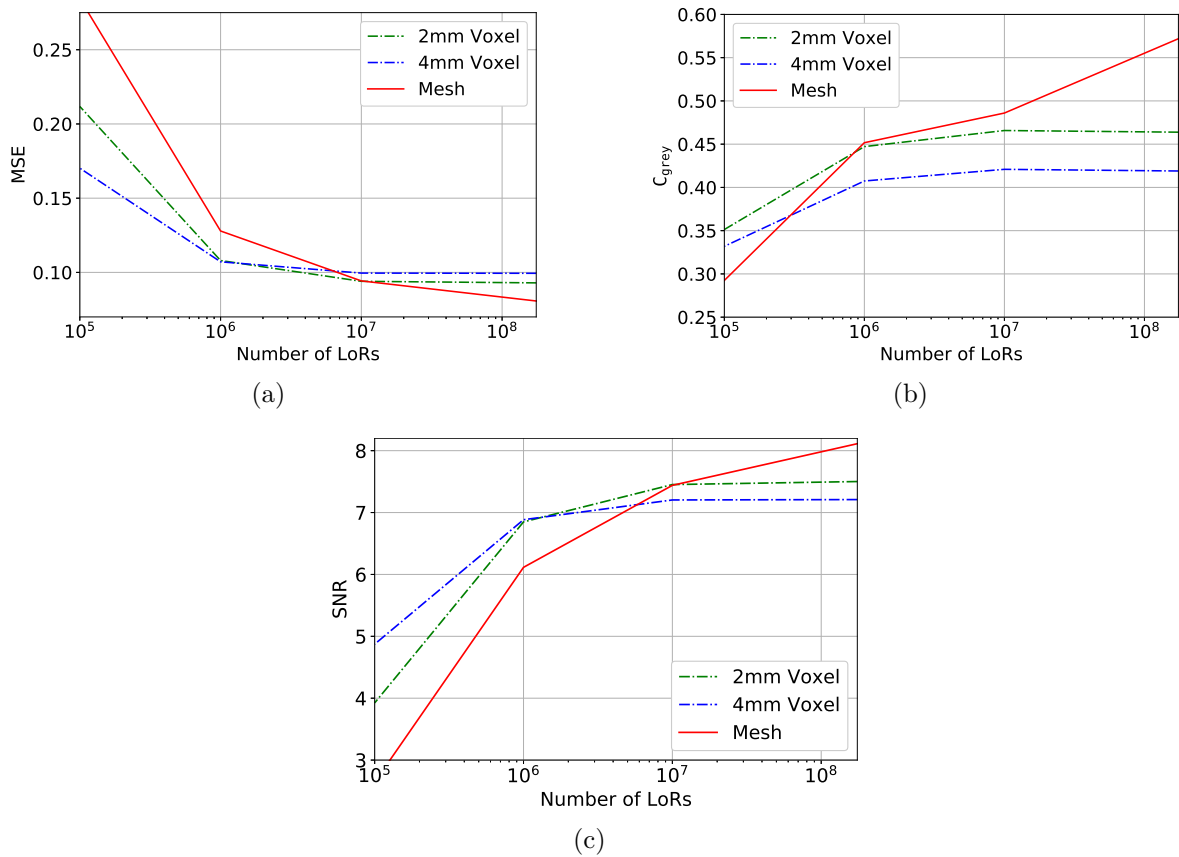 0.25
0.20
0.15
0.10
MSE
2mm Voxel
4mm Voxel
Mesh
10^5
10^6
10^7
10^8
Number of LoRs
(a)
0.60
0.55
0.50
0.45
0.40
0.35
0.30
0.25
C_grey
2mm Voxel
4mm Voxel
Mesh
10^5
10^6
10^7
10^8
Number of LoRs
(b)
8
7
6
5
4
3
SNR
2mm Voxel
4mm Voxel
Mesh
10^5
10^6
10^7
10^8
Number of LoRs
(c)